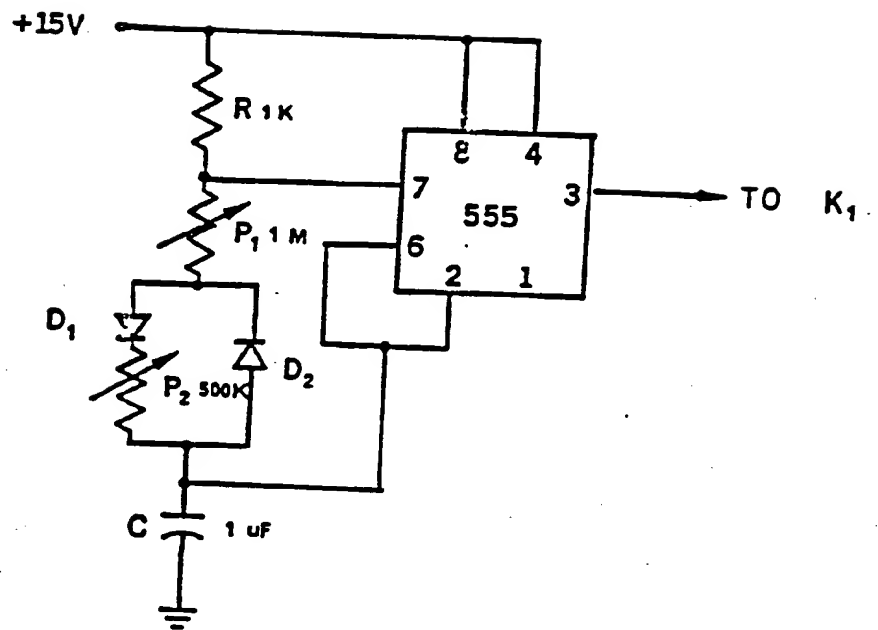 +15V
R 1K
8 4
7
3
TO K₁
555
P₁ 1 M
6
2 1
D₁
P₂ 500K
D₂
C 1 uF